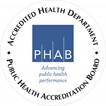 ACCREDITED HEALTH DEPARTMENT
PHAB
Advancing
public health
performance
PUBLIC HEALTH ACCREDITATION BOARD